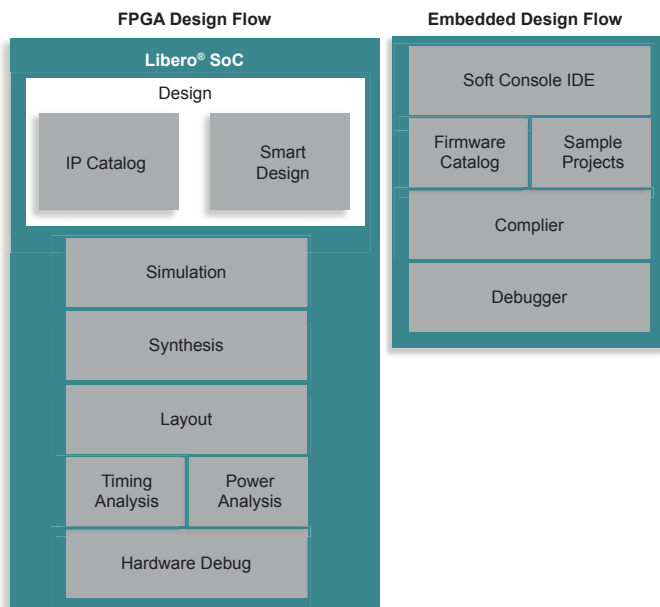 FPGA Design Flow
Libero® SoC
Design
IP Catalog
Smart
Design
Simulation
Synthesis
Layout
Timing
Analysis
Power
Analysis
Hardware Debug
Embedded Design Flow
Soft Console IDE
Firmware
Catalog
Sample
Projects
Complier
Debugger